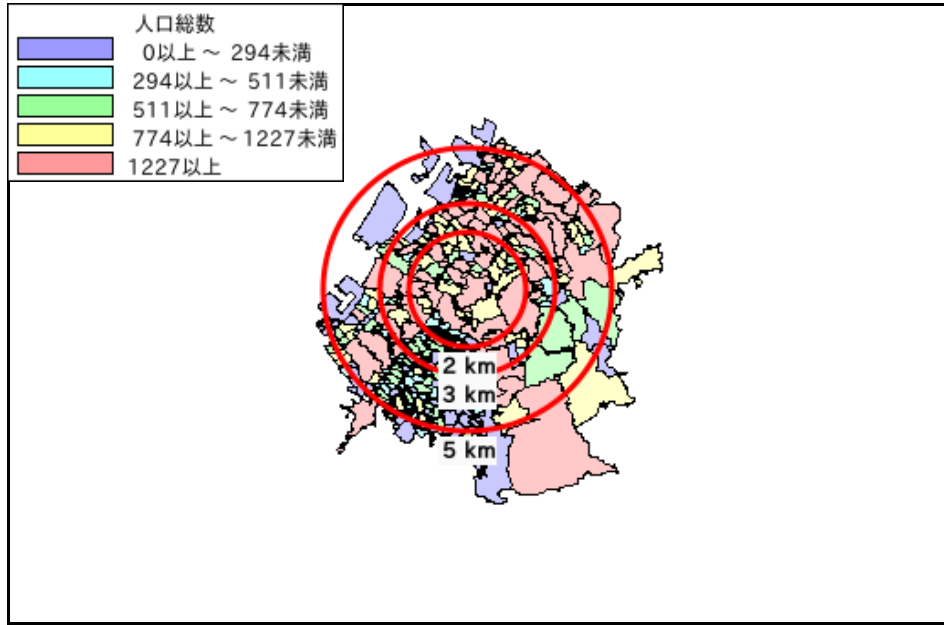 人口総数
0以上 ～ 294未満
294以上 ～ 511未満
511以上 ～ 774未満
774以上 ～ 1227未満
1227以上
2 km
3 km
5 km